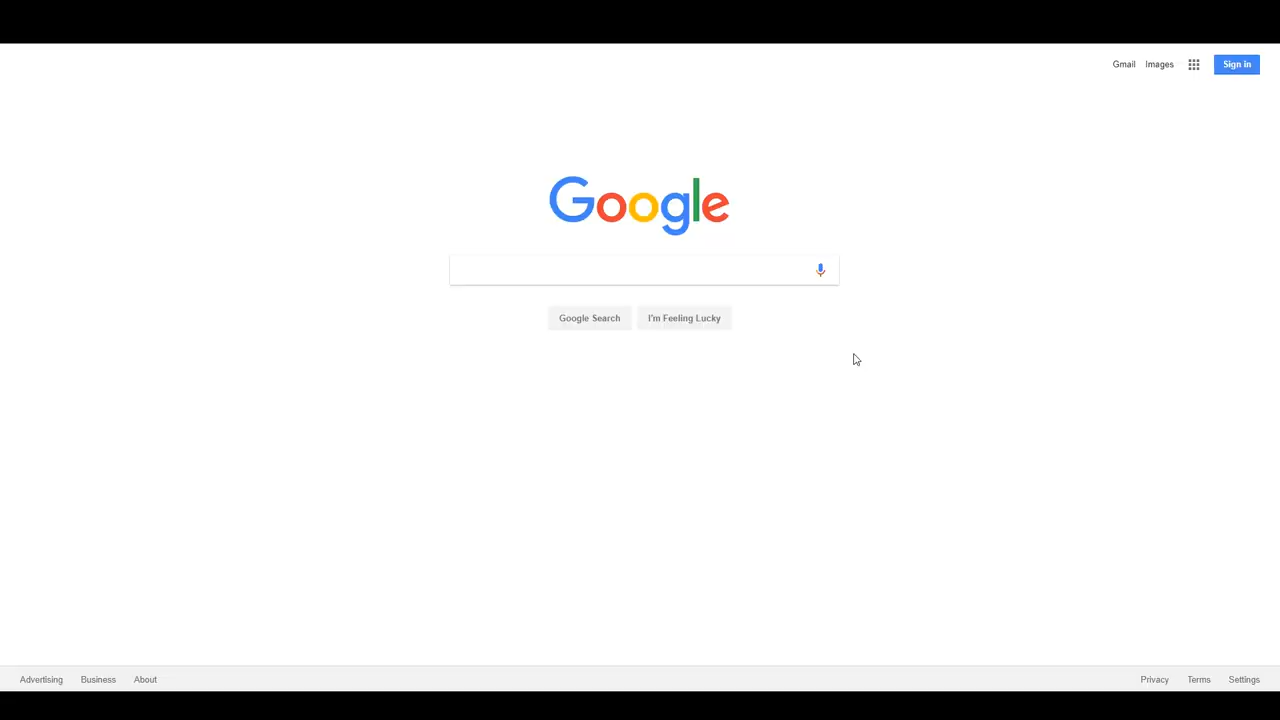 Gmail Images Sign in
Google
Google Search I'm Feeling Lucky
Advertising Business About Privacy Terms Settings